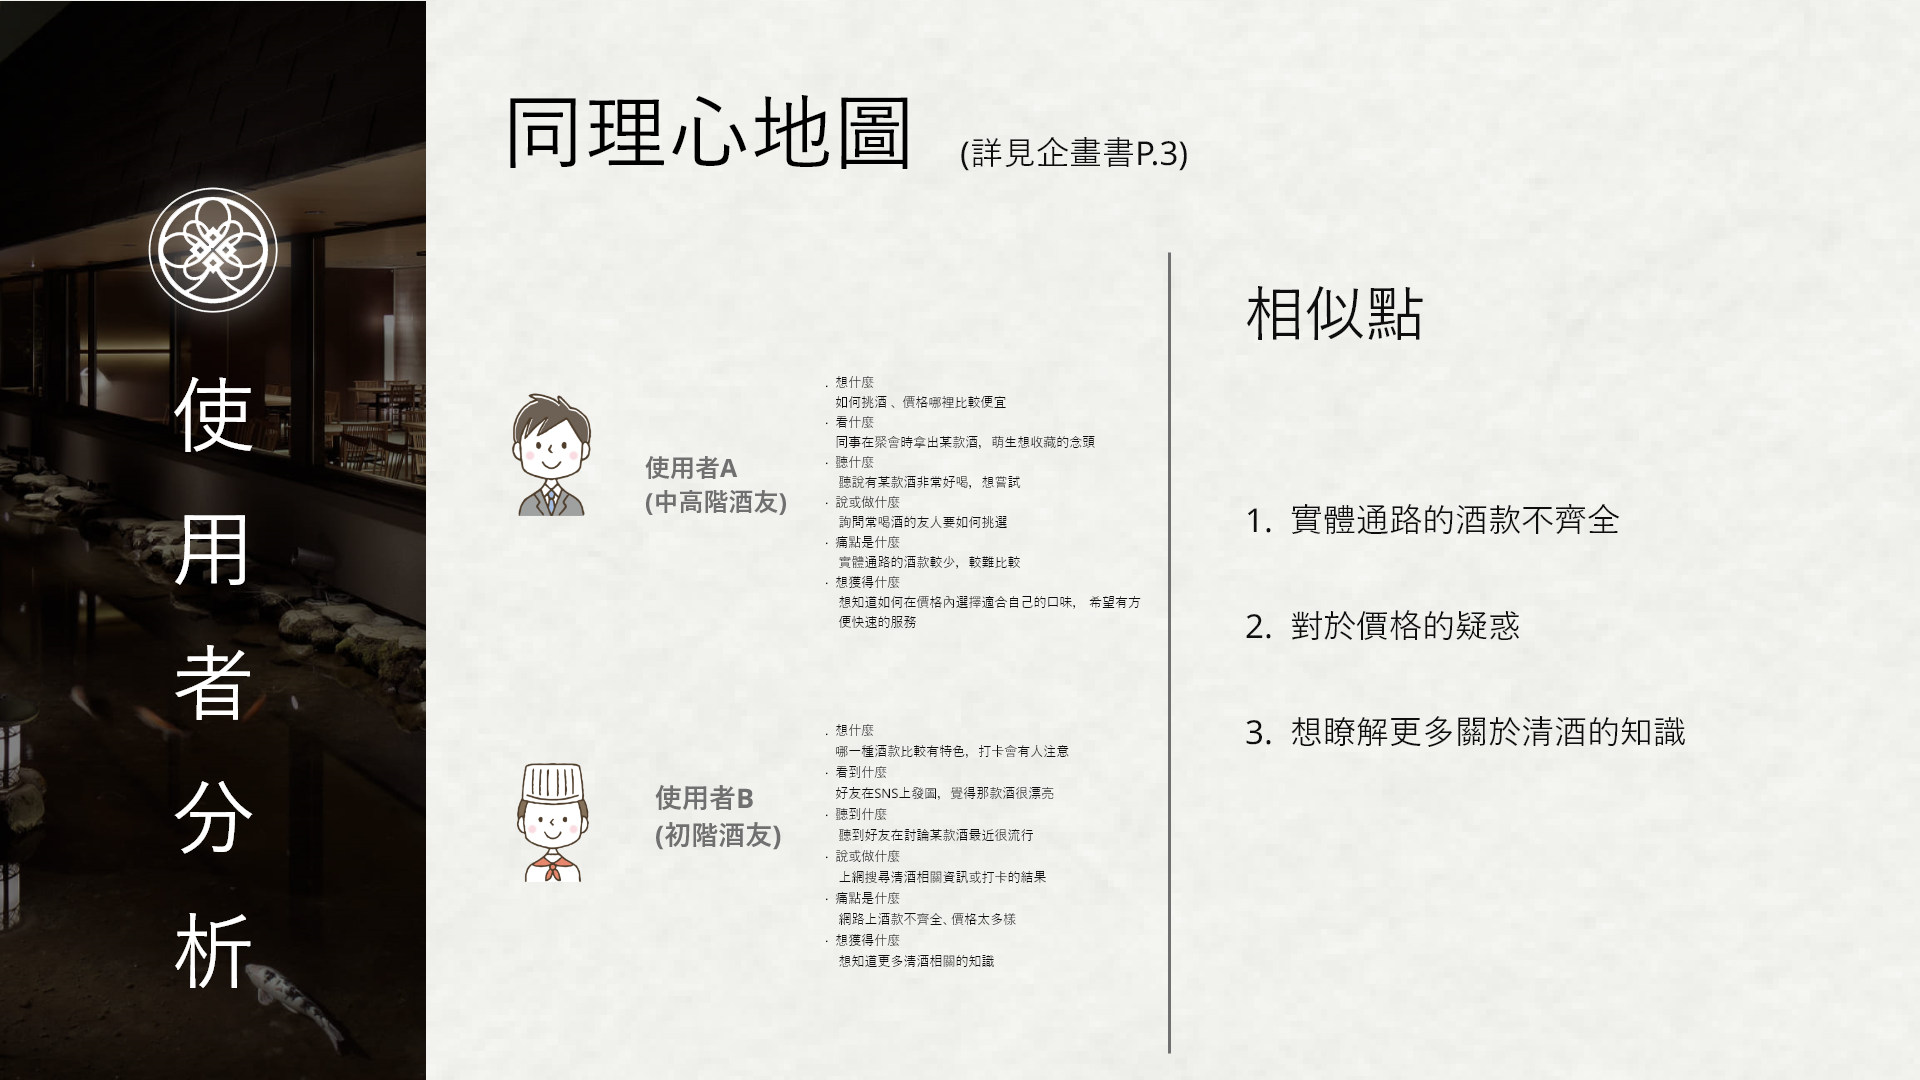 使用者分析
同理心地圖 (詳見企畫書P.3)
使用者A
(中高階酒友)
· 想什麼
如何挑酒、價格哪裡比較便宜
· 看什麼
同事在聚會時拿出某款酒，萌生想收藏的念頭
· 聽什麼
聽說有某款酒非常好喝，想嘗試
· 說或做什麼
詢問常喝酒的友人要如何挑選
· 痛點是什麼
實體通路的酒款較少，較難比較
· 想獲得什麼
想知道如何在價格內選擇適合自己的口味， 希望有方
便快速的服務
使用者B
(初階酒友)
· 想什麼
哪一種酒款比較有特色，打卡會有人注意
· 看到什麼
好友在SNS上發圖，覺得那款酒很漂亮
· 聽到什麼
聽到好友在討論某款酒最近很流行
· 說或做什麼
上網搜尋清酒相關資訊或打卡的結果
· 痛點是什麼
網路上酒款不齊全、價格太多樣
· 想獲得什麼
想知道更多清酒相關的知識
相似點
1. 實體通路的酒款不齊全
2. 對於價格的疑惑
3. 想瞭解更多關於清酒的知識